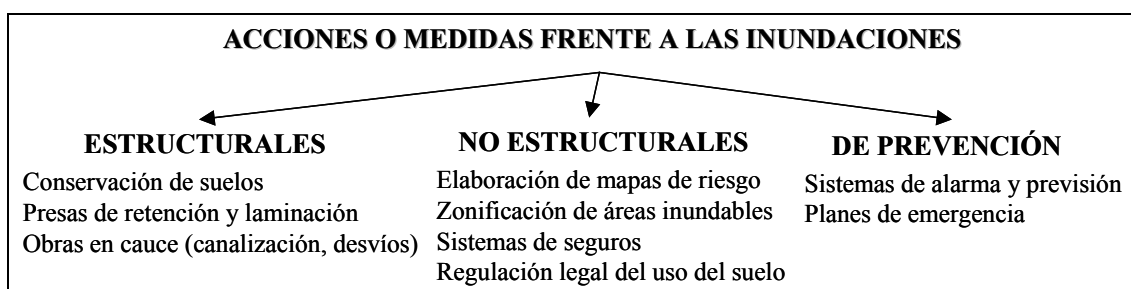 ACCIONES O MEDIDAS FRENTE A LAS INUNDACIONES
ESTRUCTURALES
Conservación de suelos
Presas de retención y laminación
Obras en cauce (canalización, desvíos)
NO ESTRUCTURALES
Elaboración de mapas de riesgo
Zonificación de áreas inundables
Sistemas de seguros
Regulación legal del uso del suelo
DE PREVENCIÓN
Sistemas de alarma y previsión
Planes de emergencia